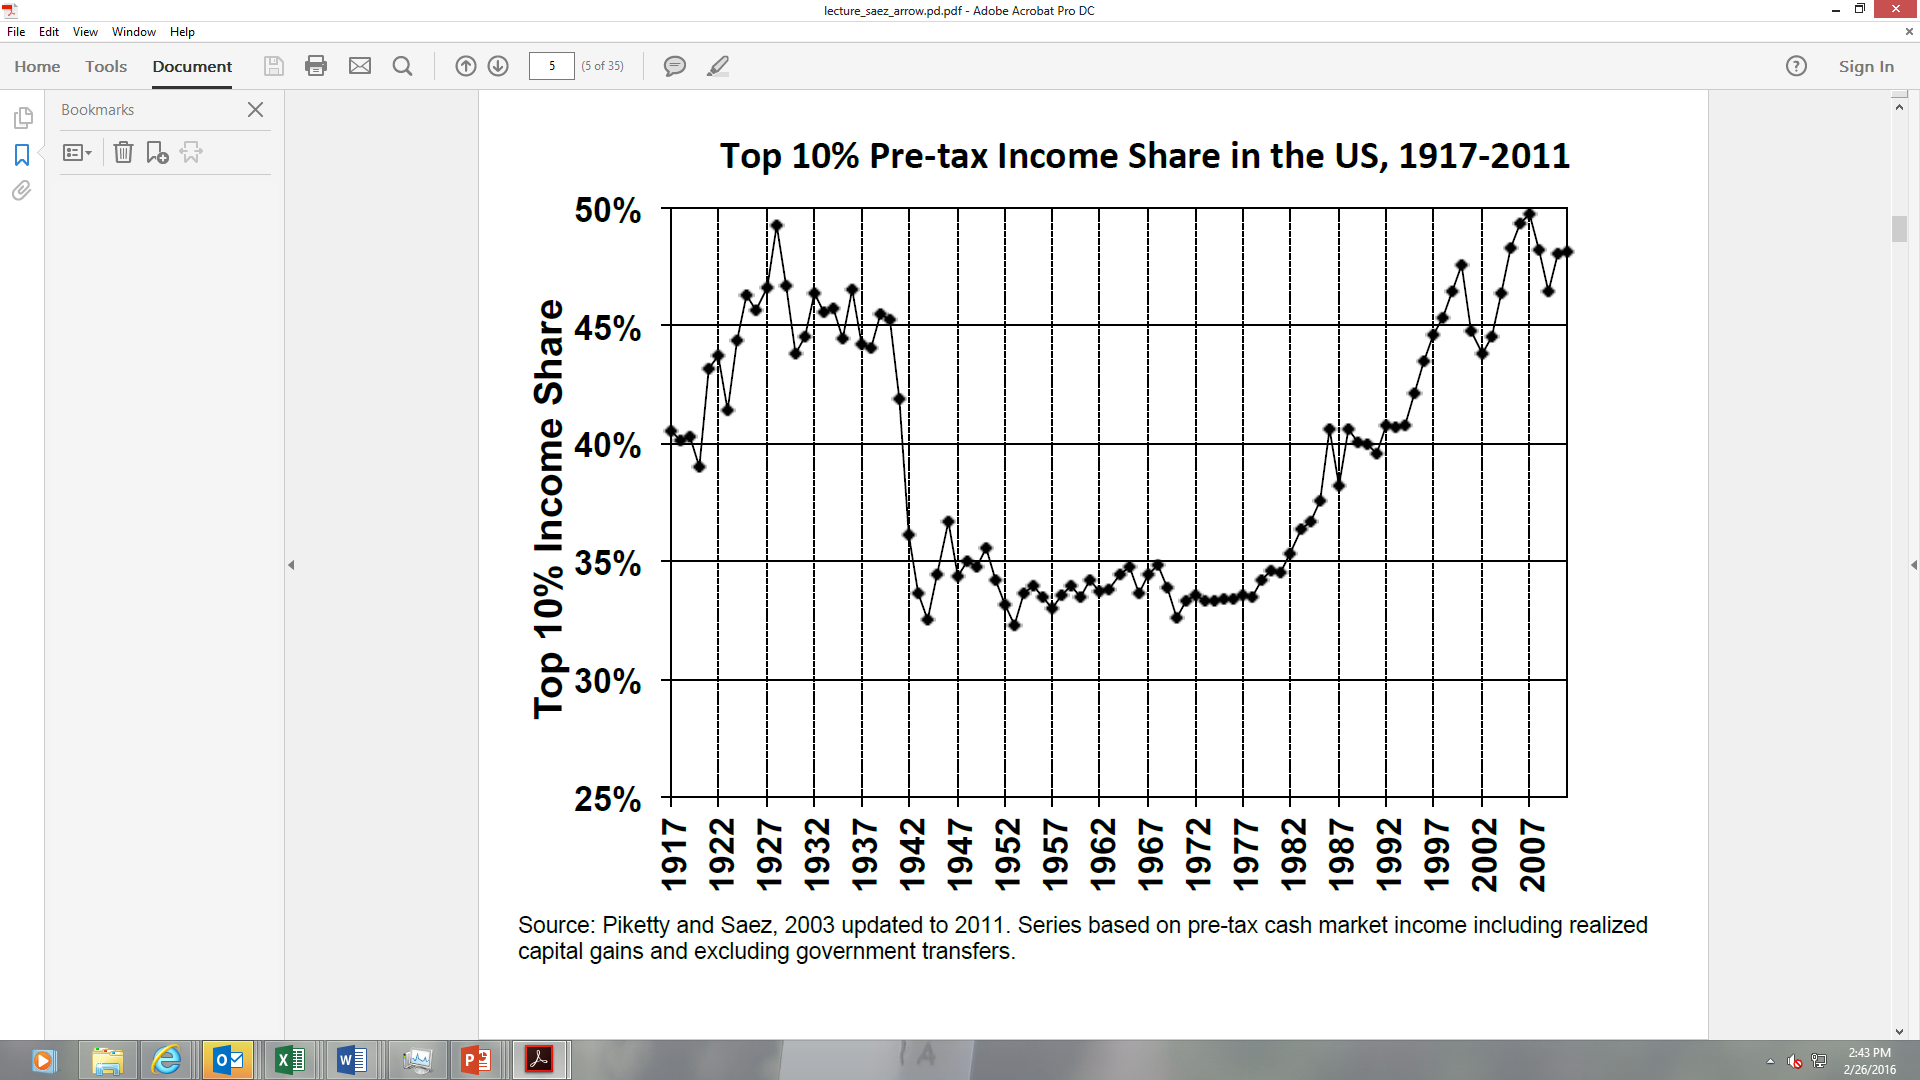 lecture_saez_arrow.pd.pdf - Adobe Acrobat Pro DC
File Edit View Window Help
Home Tools Document 5 (5 of 35) Sign In
Bookmarks
Top 10% Pre-tax Income Share in the US, 1917-2011
Top 10% Income Share
50%
45%
40%
35%
30%
25%
1917 1922 1927 1932 1937 1942 1947 1952 1957 1962 1967 1972 1977 1982 1987 1992 1997 2002 2007
Source: Piketty and Saez, 2003 updated to 2011. Series based on pre-tax cash market income including realized
capital gains and excluding government transfers.
2:43 PM
2/26/2016